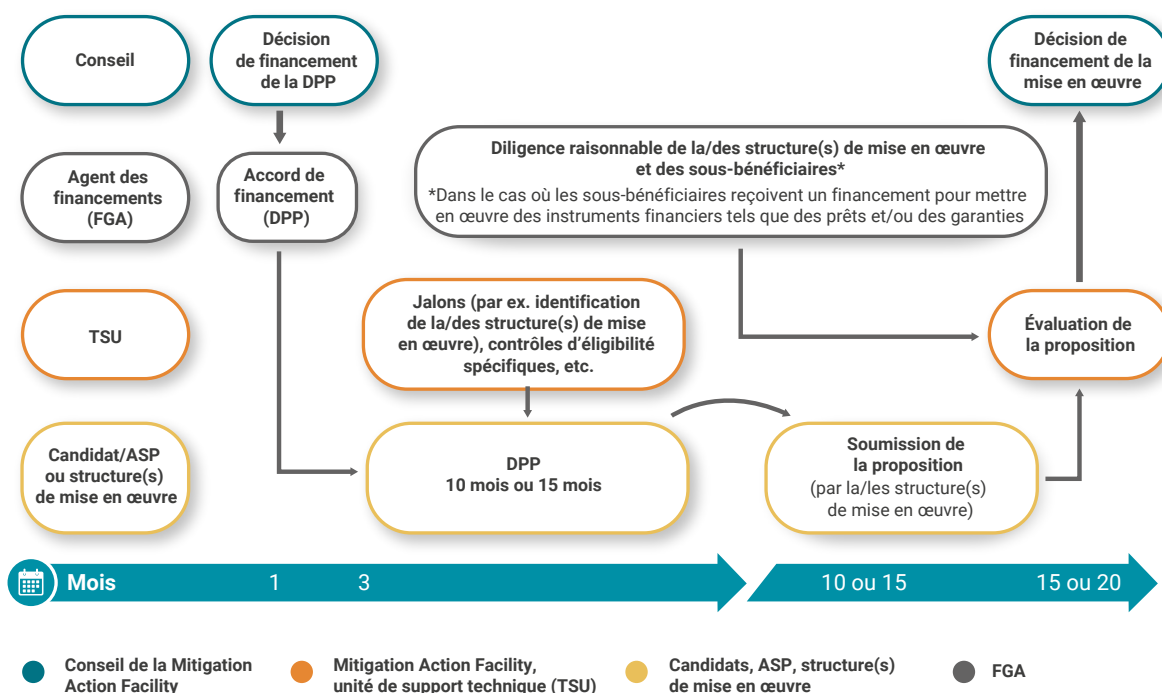 Conseil
Décision
de financement
de la DPP
Décision de
financement de la
mise en œuvre
Agent des
financements
(FGA)
Accord de
financement
(DPP)
Diligence raisonnable de la/des structure(s) de mise en œuvre
et des sous-bénéficiaires*
*Dans le cas où les sous-bénéficiaires reçoivent un financement pour mettre
en œuvre des instruments financiers tels que des prêts et/ou des garanties
TSU
Jalons (par ex. identification
de la/des structure(s) de mise
en œuvre), contrôles d’éligibilité
spécifiques, etc.
Évaluation de
la proposition
Candidat/ASP
ou structure(s)
de mise en œuvre
DPP
10 mois ou 15 mois
Soumission de
la proposition
(par la/les structure(s)
de mise en œuvre)
Mois 1 3 10 ou 15 15 ou 20
Conseil de la Mitigation
Action Facility
Mitigation Action Facility,
unité de support technique (TSU)
Candidats, ASP, structure(s)
de mise en œuvre
FGA